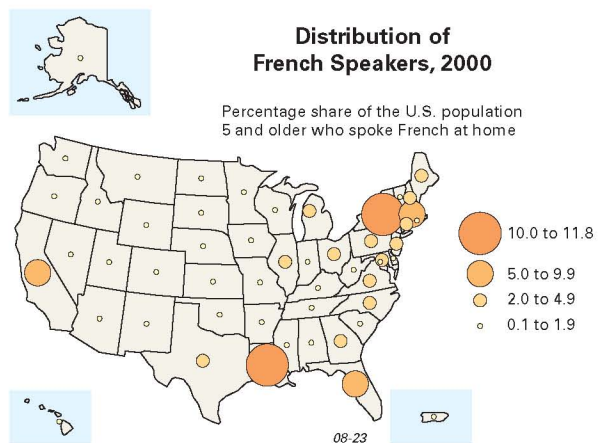 Distribution of
French Speakers, 2000
Percentage share of the U.S. population
5 and older who spoke French at home
10.0 to 11.8
5.0 to 9.9
2.0 to 4.9
0.1 to 1.9
08-23